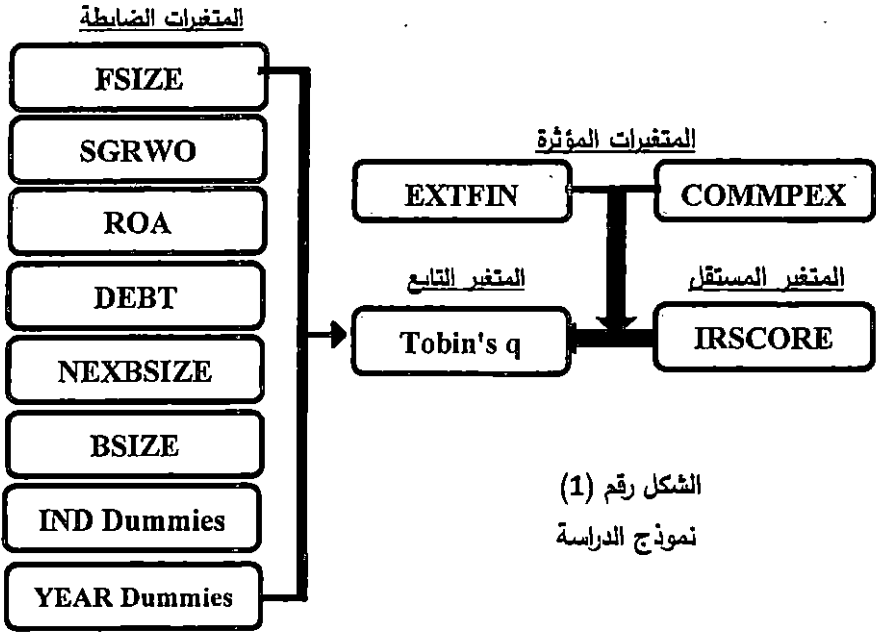 المتغيرات الضابطة
FSIZE
SGRWO
ROA
DEBT
NEXBSIZE
BSIZE
IND Dummies
YEAR Dummies
المتغيرات المؤثرة
COMMPEX
EXTFIN
المتغير المستقل
المتغير التابع
IRSCORE
Tobin's q
الشكل رقم (1)
نموذج الدراسة